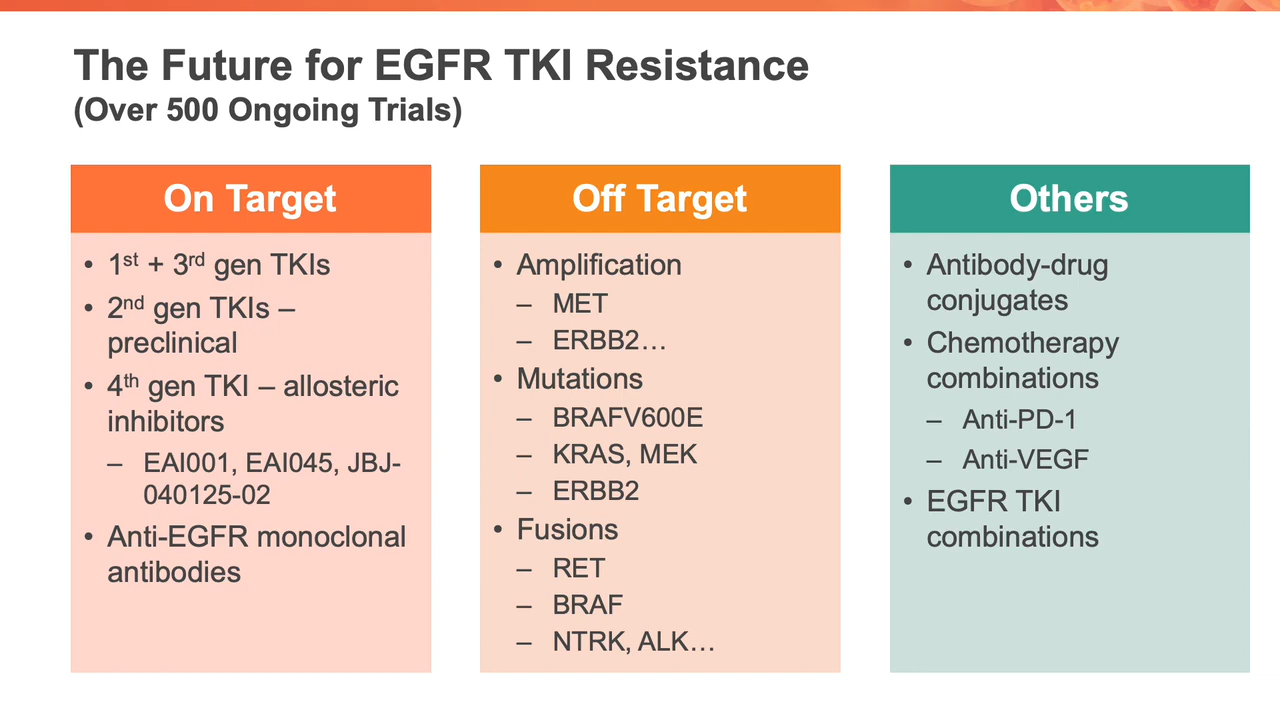 The Future for EGFR TKI Resistance
(Over 500 Ongoing Trials)
On Target
• 1st + 3rd gen TKIs
• 2nd gen TKIs –
preclinical
• 4th gen TKI – allosteric
inhibitors
– EAI001, EAI045, JBJ-
040125-02
• Anti-EGFR monoclonal
antibodies
Off Target
• Amplification
– MET
– ERBB2…
• Mutations
– BRAFV600E
– KRAS, MEK
– ERBB2
• Fusions
– RET
– BRAF
– NTRK, ALK…
Others
• Antibody-drug
conjugates
• Chemotherapy
combinations
– Anti-PD-1
– Anti-VEGF
• EGFR TKI
combinations